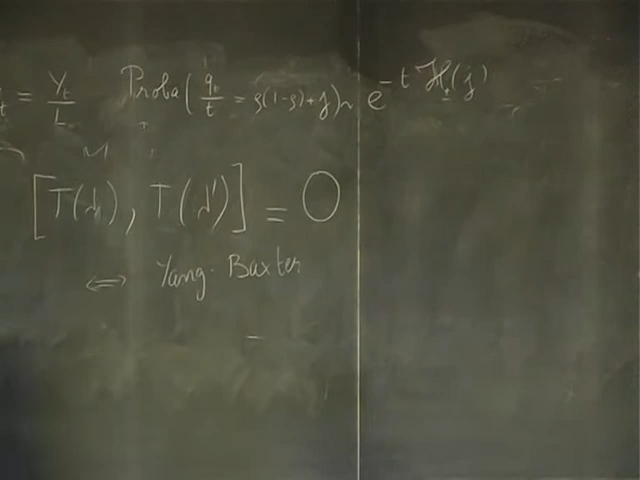 t = Y_t/L Proba(q_t/t = ρ(1-ρ)+j) ~ e^{-t ℋ(j)}
[T(λ), T(λ')] = 0
⟺ Yang-Baxter